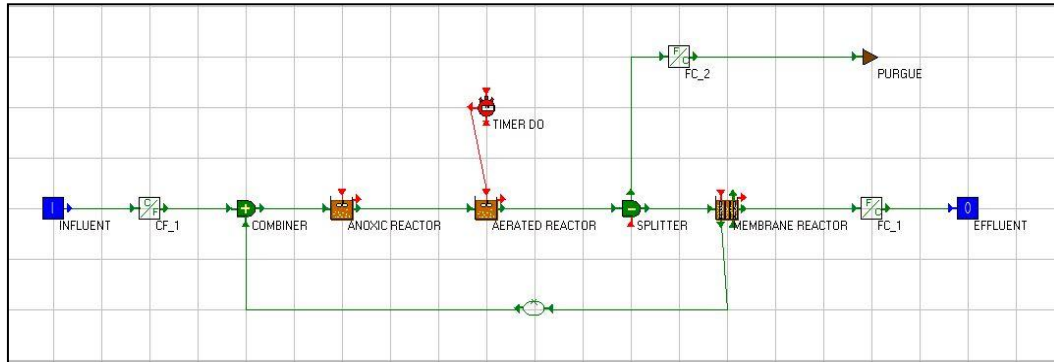 F/C
FC_2
PURGUE
TIMER DO
I
INFLUENT
C/F
CF_1
+
COMBINER
ANOXIC REACTOR
AERATED REACTOR
-
SPLITTER
MEMBRANE REACTOR
F/C
FC_1
O
EFFLUENT